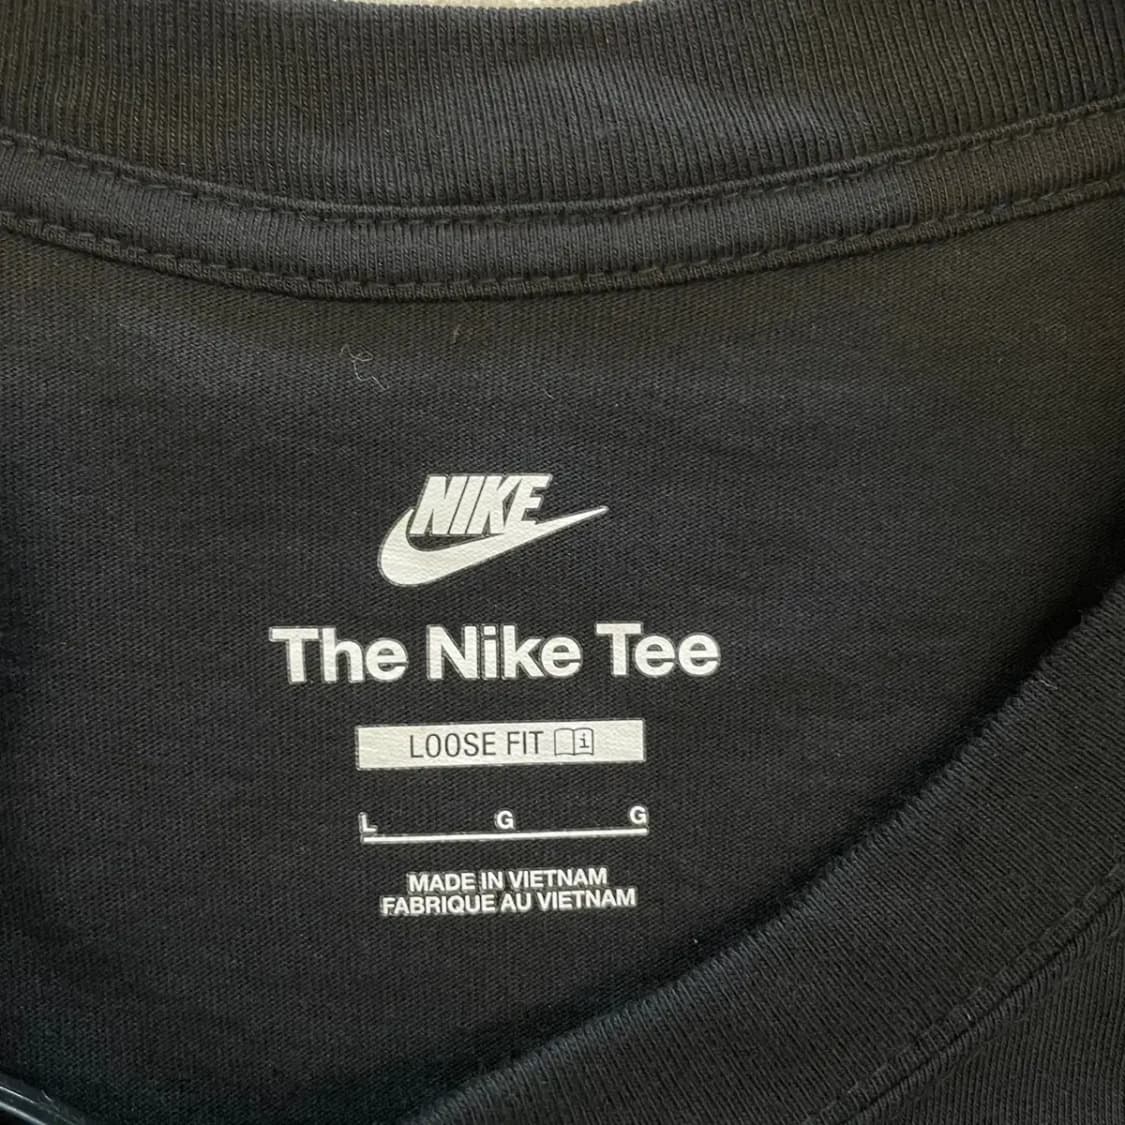 NIKE
The Nike Tee
LOOSE FIT i
L G G
MADE IN VIETNAM
FABRIQUE AU VIETNAM